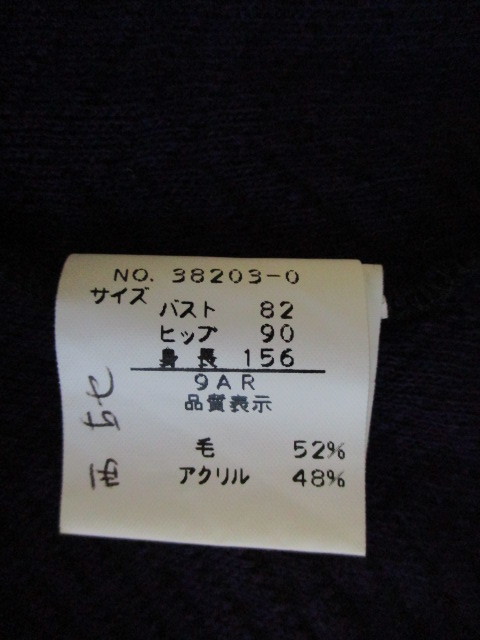 NO. 38203-0
サイズ
バスト 82
ヒップ 90
身長 156
9AR
品質表示
毛 52%
アクリル 48%